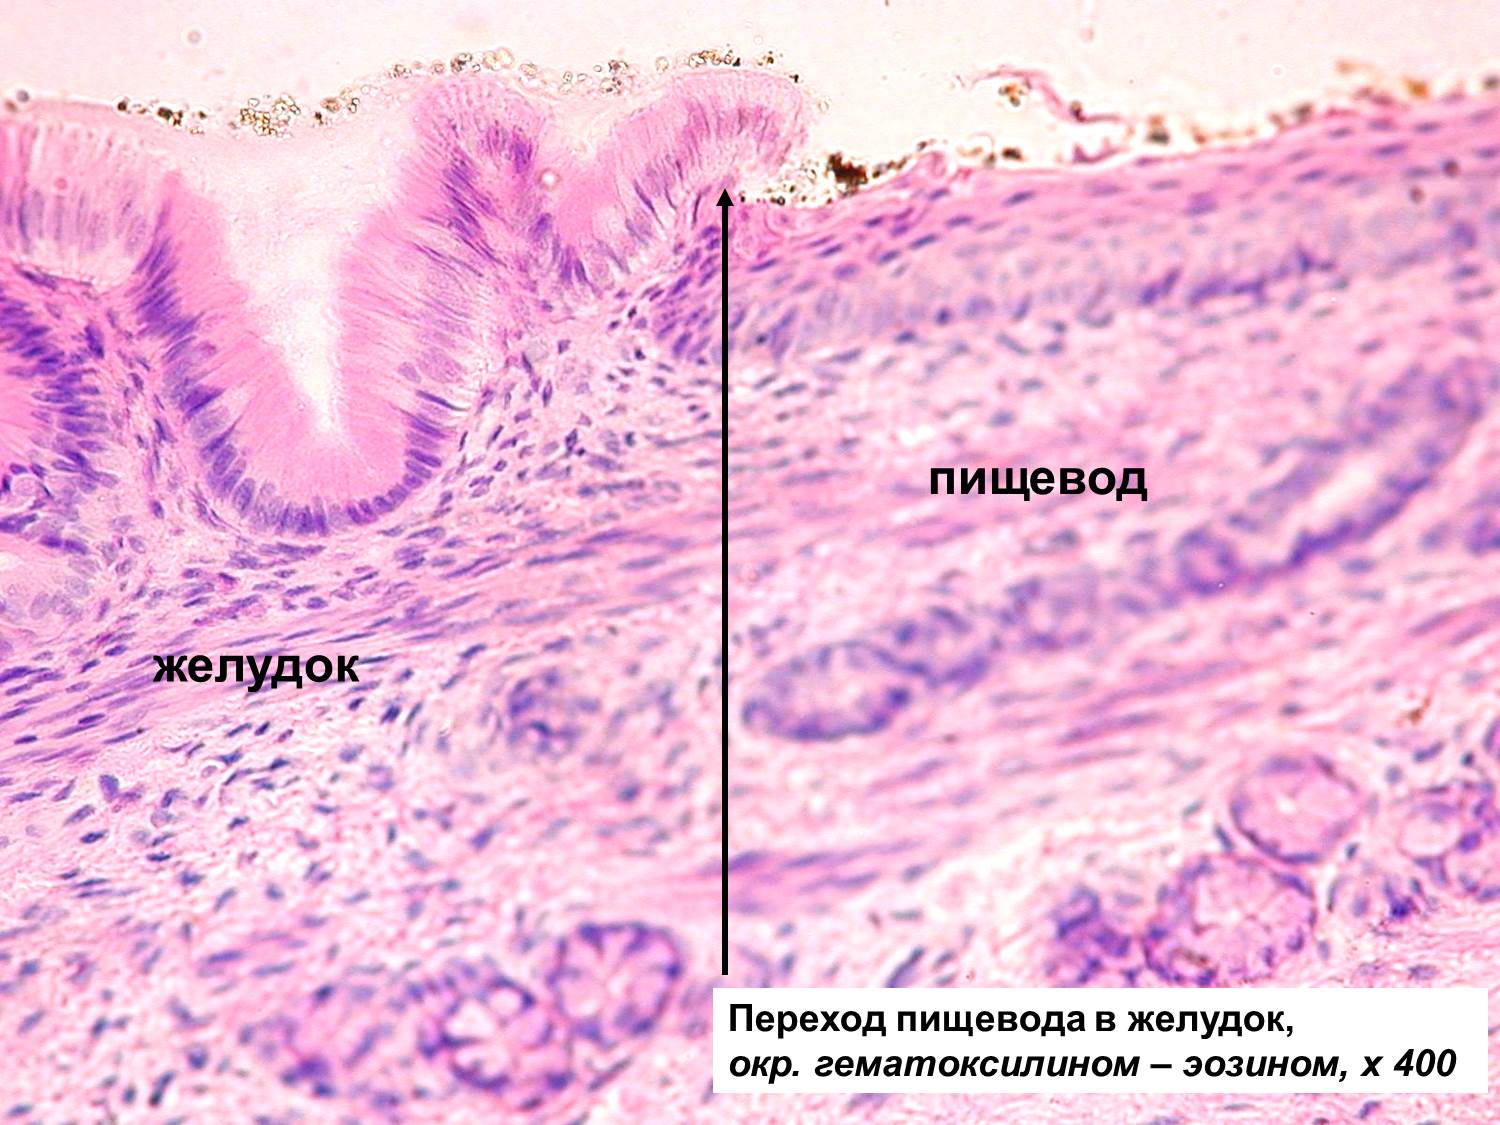 пищевод
желудок
Переход пищевода в желудок,
окр. гематоксилином – эозином, х 400